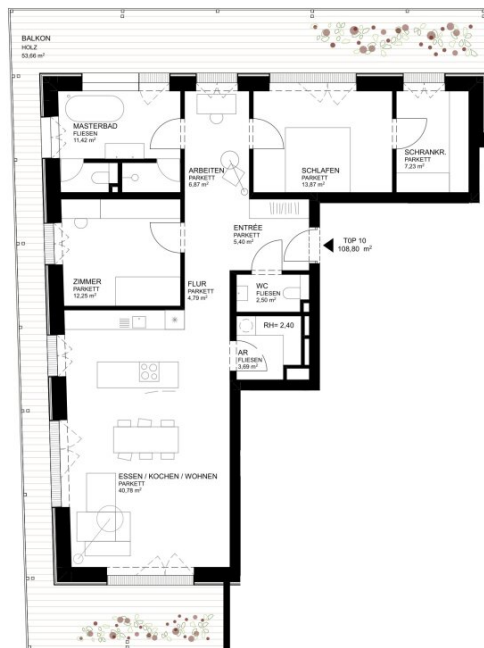 BALKON
HOLZ
53,66 m²
MASTERBAD
FLIESEN
11,42 m²
ARBEITEN
PARKETT
6,87 m²
SCHLAFEN
PARKETT
13,87 m²
SCHRANKR.
PARKETT
7,23 m²
ENTRÉE
PARKETT
5,40 m²
TOP 10
108,80 m²
ZIMMER
PARKETT
12,25 m²
FLUR
PARKETT
4,79 m²
WC
FLIESEN
2,50 m²
RH= 2,40
AR
FLIESEN
3,69 m²
ESSEN / KOCHEN / WOHNEN
PARKETT
40,78 m²